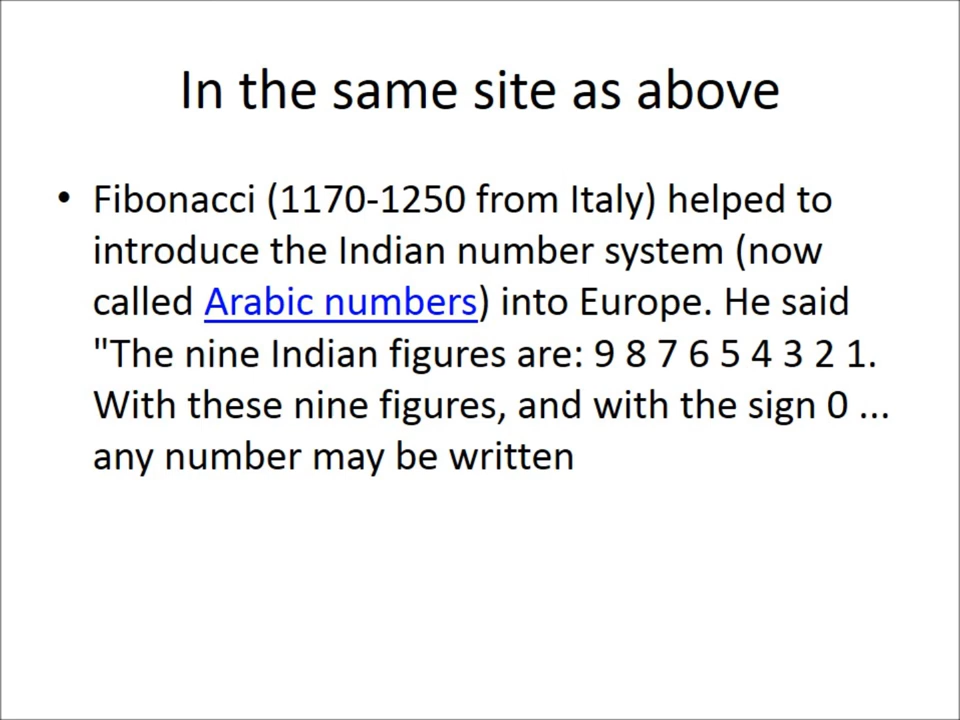 In the same site as above
• Fibonacci (1170-1250 from Italy) helped to
introduce the Indian number system (now
called Arabic numbers) into Europe. He said
"The nine Indian figures are: 9 8 7 6 5 4 3 2 1.
With these nine figures, and with the sign 0 ...
any number may be written